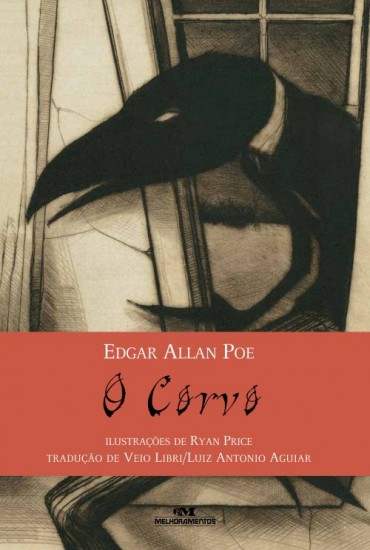 EDGAR ALLAN POE
O Corvo
ILUSTRAÇÕES DE RYAN PRICE
TRADUÇÃO DE VEIO LIBRI/LUIZ ANTONIO AGUIAR
MELHORAMENTOS